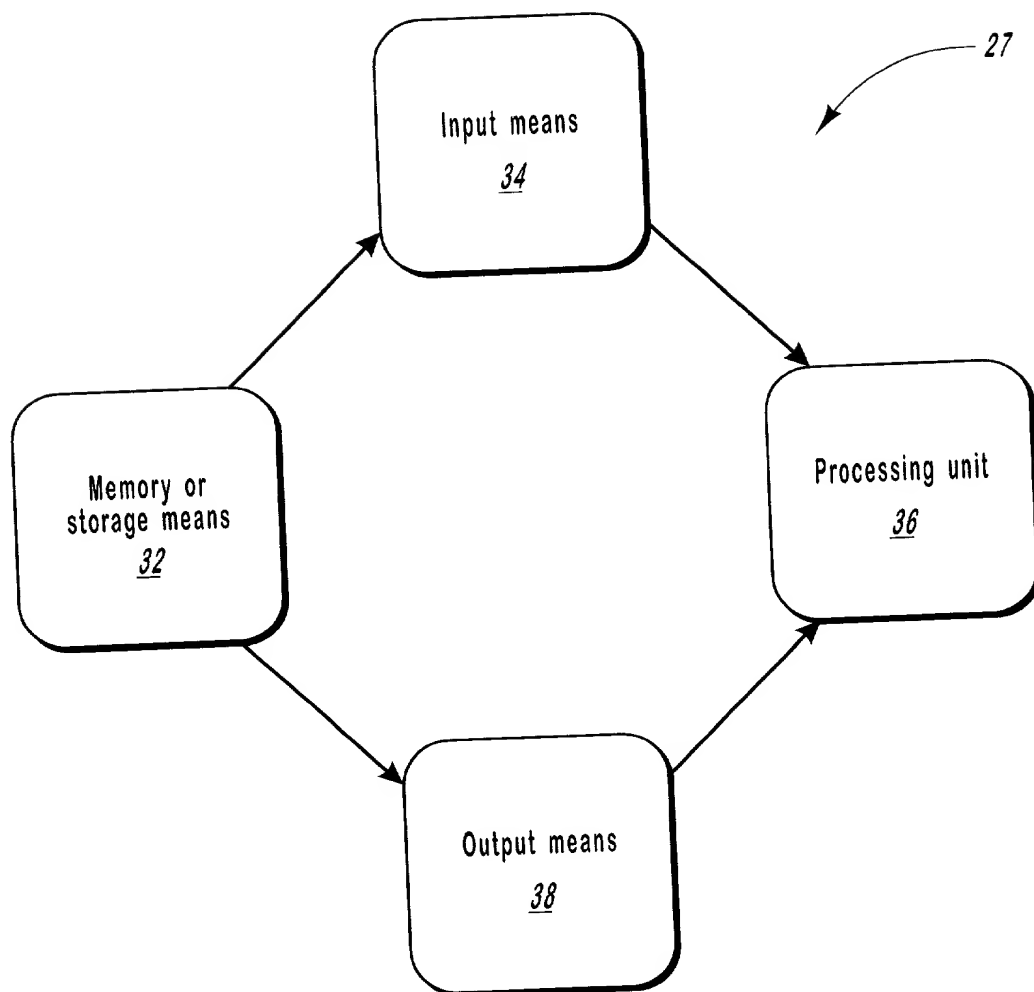 27
Input means
34
Memory or
storage means
32
Processing unit
36
Output means
38